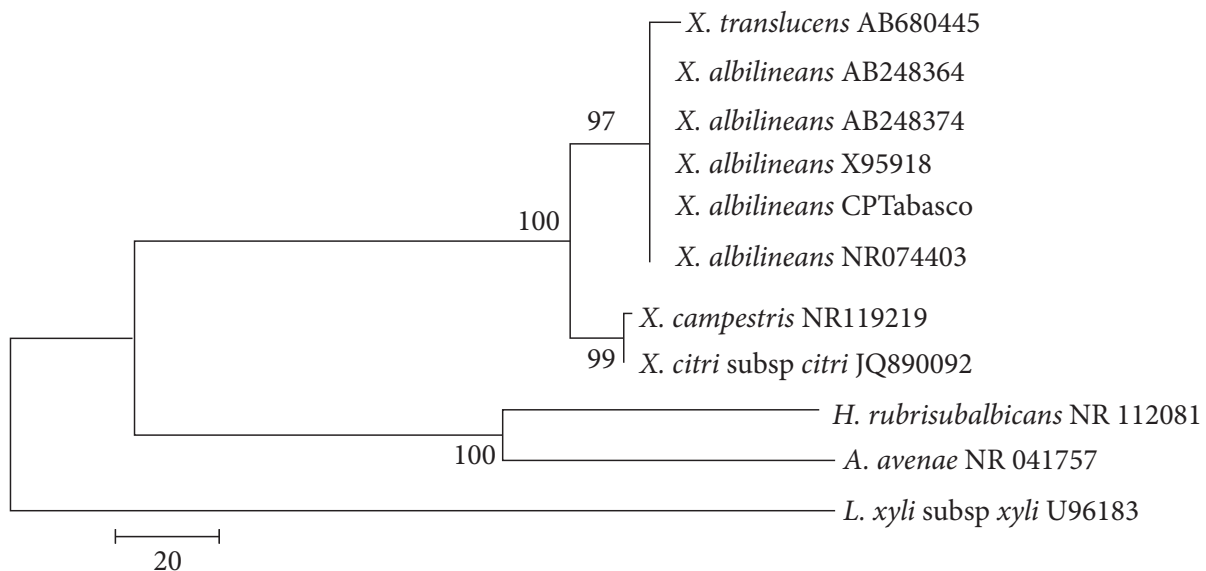 X. translucens AB680445
X. albilineans AB248364
97
X. albilineans AB248374
X. albilineans X95918
X. albilineans CPTabasco
100
X. albilineans NR074403
X. campestris NR119219
99
X. citri subsp citri JQ890092
H. rubrisubalbicans NR 112081
100
A. avenae NR 041757
L. xyli subsp xyli U96183
20